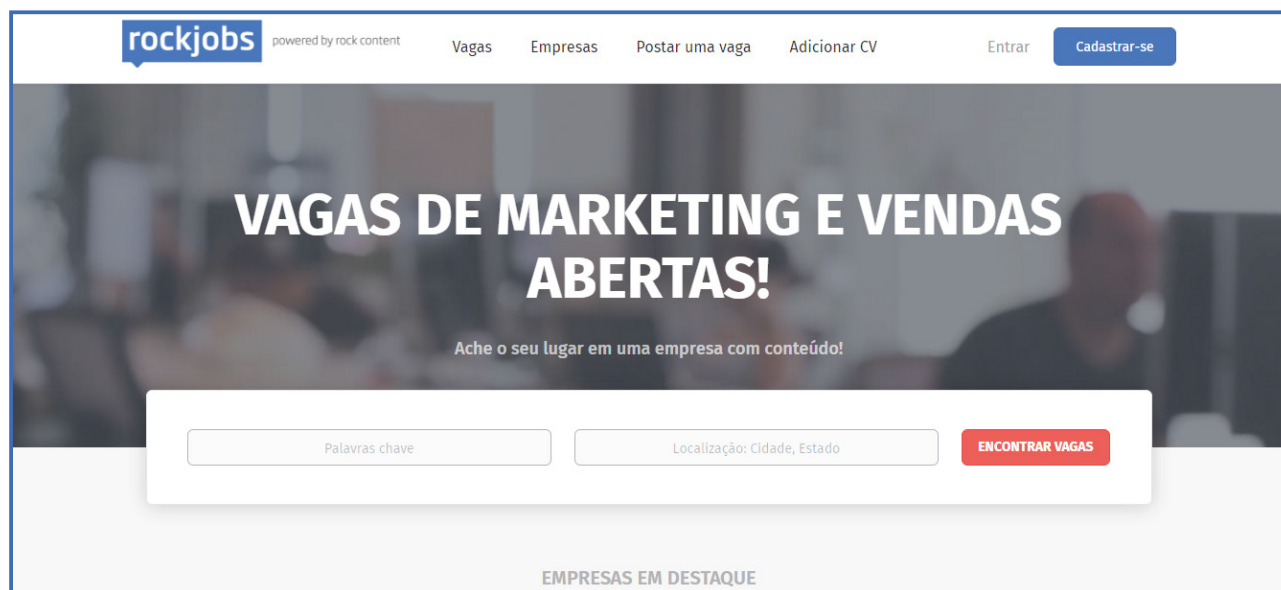 rockjobs
powered by rock content
Vagas
Empresas
Postar uma vaga
Adicionar CV
Entrar
Cadastrar-se
VAGAS DE MARKETING E VENDAS
ABERTAS!
Ache o seu lugar em uma empresa com conteúdo!
Palavras chave
Localização: Cidade, Estado
ENCONTRAR VAGAS
EMPRESAS EM DESTAQUE